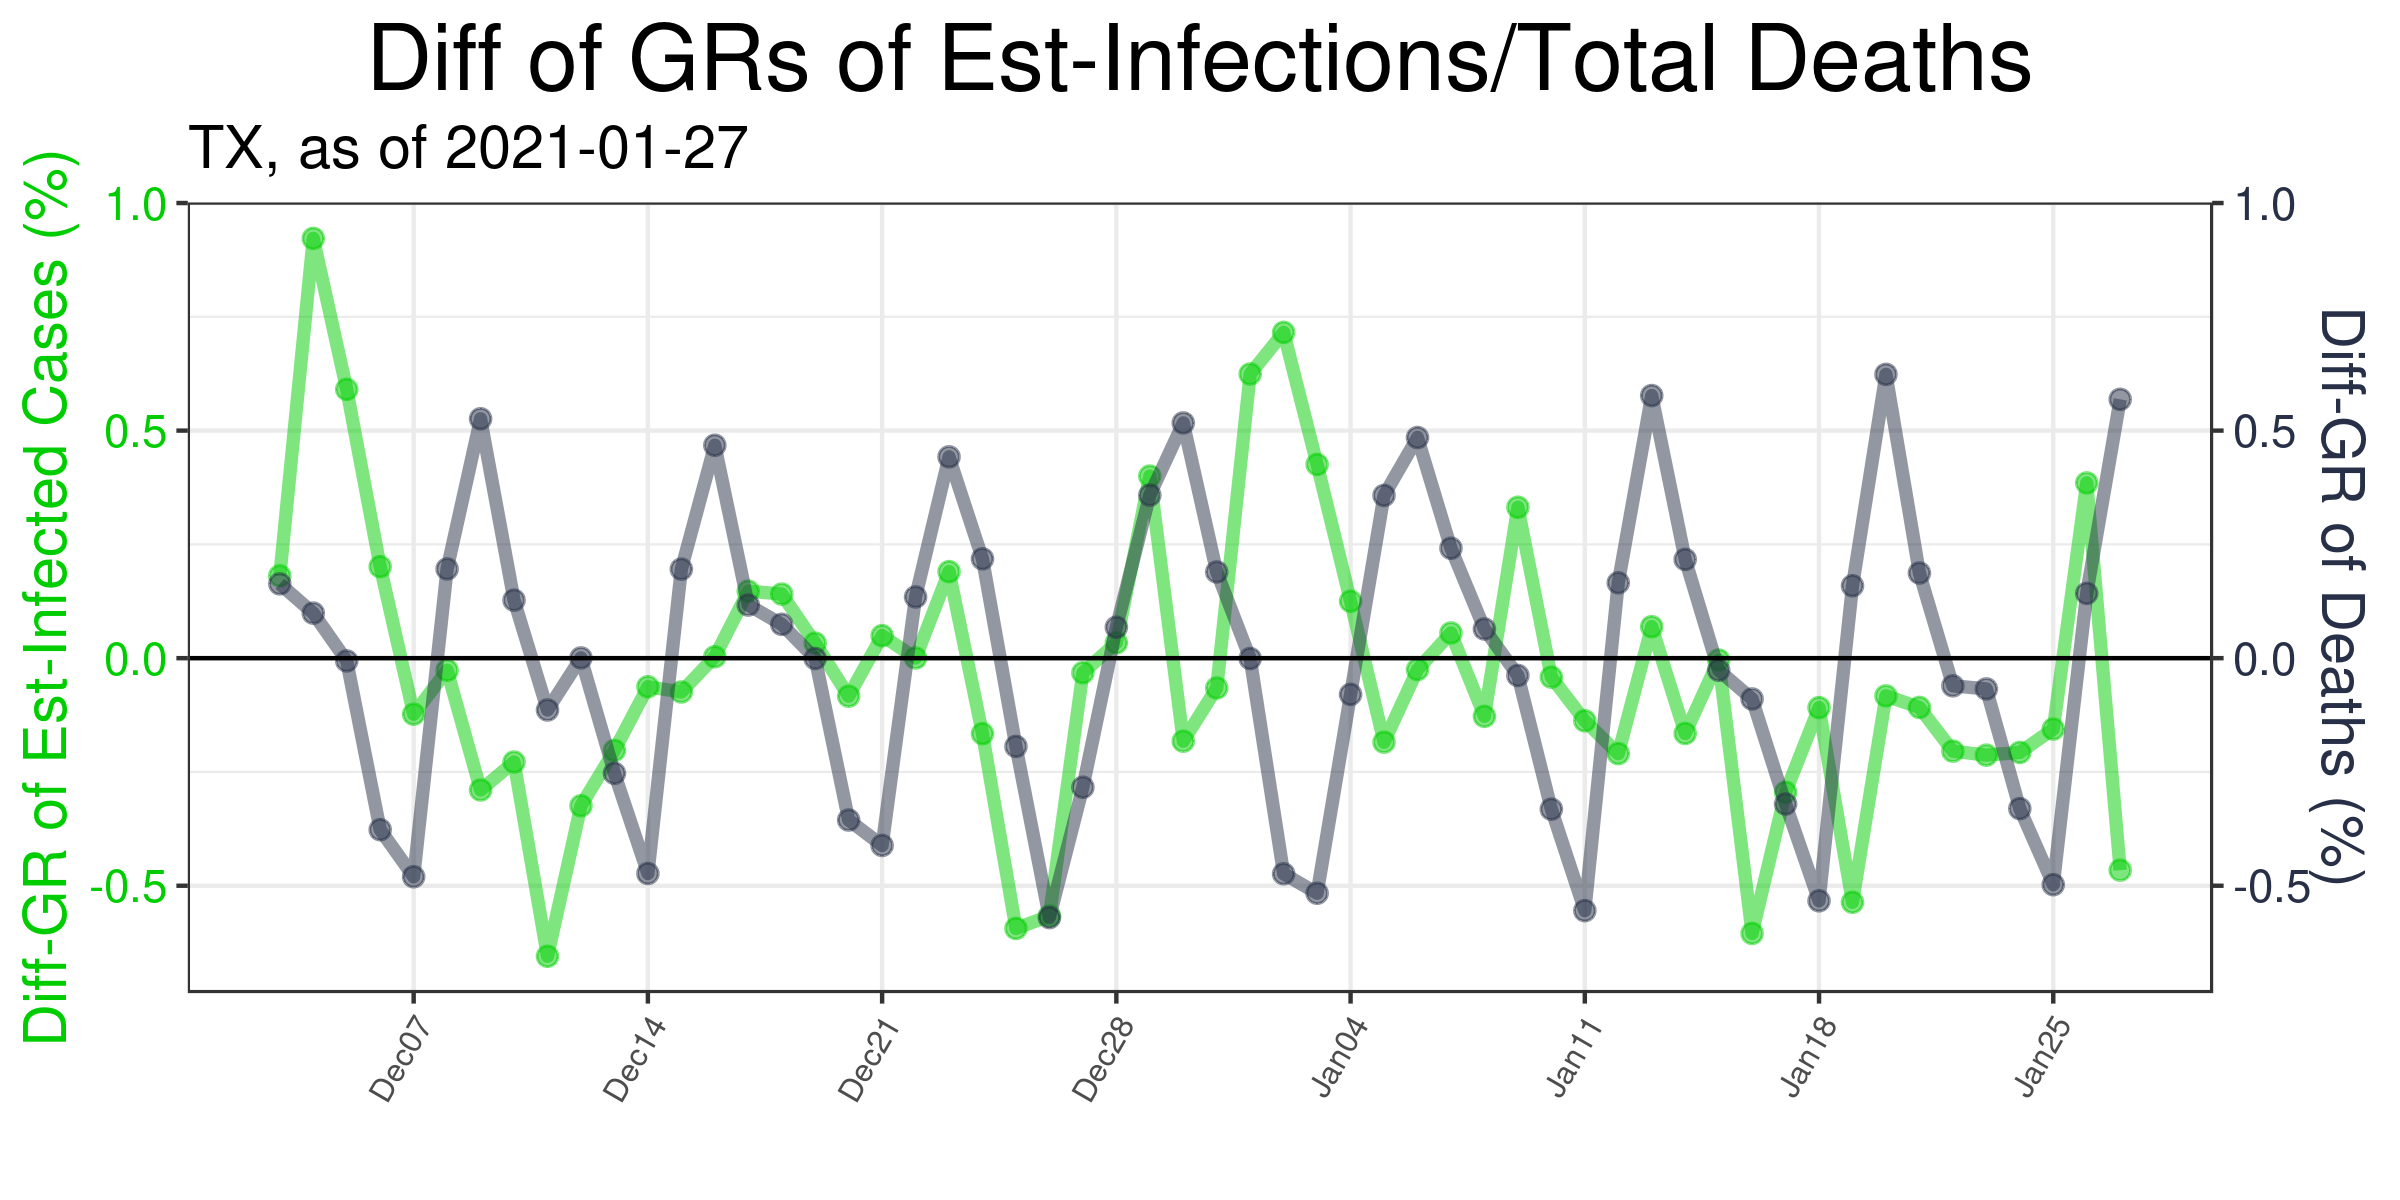 Diff of GRs of Est-Infections/Total Deaths
TX, as of 2021-01-27
Diff-GR of Est-Infected Cases (%)
1.0
0.5
0.0
-0.5
1.0
0.5
0.0
-0.5
Diff-GR of Deaths (%)
Dec07
Dec14
Dec21
Dec28
Jan04
Jan11
Jan18
Jan25